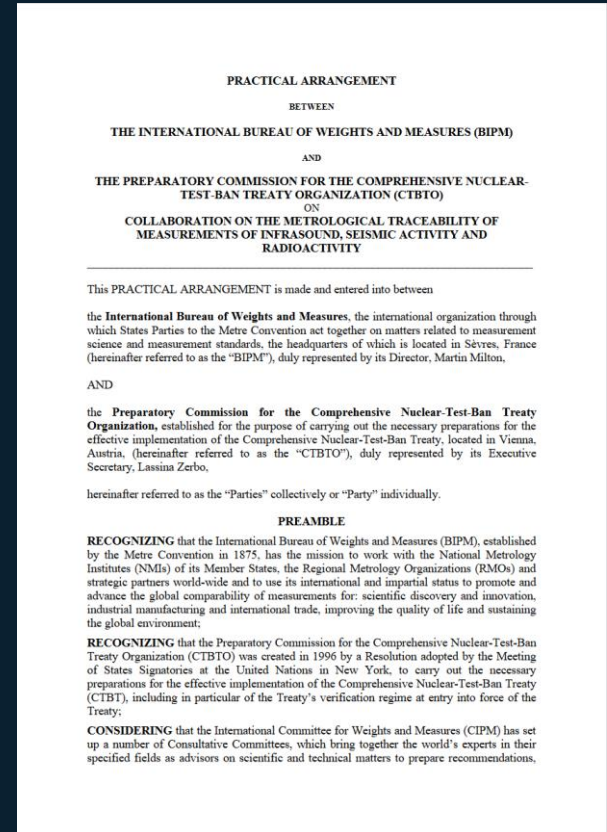 PRACTICAL ARRANGEMENT
BETWEEN
THE INTERNATIONAL BUREAU OF WEIGHTS AND MEASURES (BIPM)
AND
THE PREPARATORY COMMISSION FOR THE COMPREHENSIVE NUCLEAR-
TEST-BAN TREATY ORGANIZATION (CTBTO)
ON
COLLABORATION ON THE METROLOGICAL TRACEABILITY OF
MEASUREMENTS OF INFRASOUND, SEISMIC ACTIVITY AND
RADIOACTIVITY
This PRACTICAL ARRANGEMENT is made and entered into between
the International Bureau of Weights and Measures, the international organization through
which States Parties to the Metre Convention act together on matters related to measurement
science and measurement standards, the headquarters of which is located in Sèvres, France
(hereinafter referred to as the “BIPM”), duly represented by its Director, Martin Milton,
AND
the Preparatory Commission for the Comprehensive Nuclear-Test-Ban Treaty
Organization, established for the purpose of carrying out the necessary preparations for the
effective implementation of the Comprehensive Nuclear-Test-Ban Treaty, located in Vienna,
Austria, (hereinafter referred to as the “CTBTO”), duly represented by its Executive
Secretary, Lassina Zerbo,
hereinafter referred to as the “Parties” collectively or “Party” individually.
PREAMBLE
RECOGNIZING that the International Bureau of Weights and Measures (BIPM), established
by the Metre Convention in 1875, has the mission to work with the National Metrology
Institutes (NMIs) of its Member States, the Regional Metrology Organizations (RMOs) and
strategic partners world-wide and to use its international and impartial status to promote and
advance the global comparability of measurements for: scientific discovery and innovation,
industrial manufacturing and international trade, improving the quality of life and sustaining
the global environment;
RECOGNIZING that the Preparatory Commission for the Comprehensive Nuclear-Test-Ban
Treaty Organization (CTBTO) was created in 1996 by a Resolution adopted by the Meeting
of States Signatories at the United Nations in New York, to carry out the necessary
preparations for the effective implementation of the Comprehensive Nuclear-Test-Ban Treaty
(CTBT), including in particular of the Treaty’s verification regime at entry into force of the
Treaty;
CONSIDERING that the International Committee for Weights and Measures (CIPM) has set
up a number of Consultative Committees, which bring together the world’s experts in their
specified fields as advisors on scientific and technical matters to prepare recommendations,